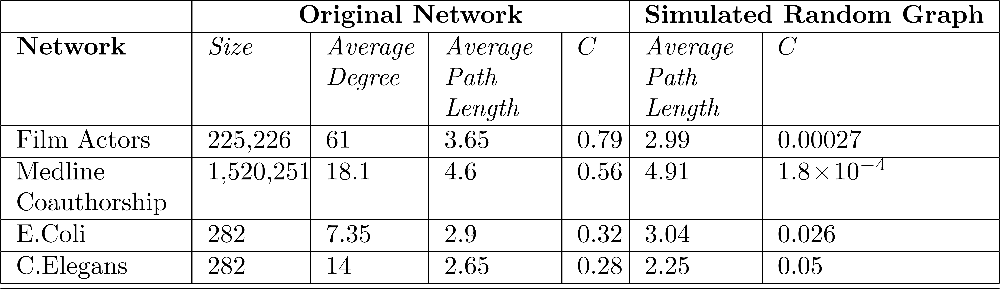 Original Network Simulated Random Graph
Network Size Average Average C Average C
Degree Path Path
Length Length
Film Actors 225,226 61 3.65 0.79 2.99 0.00027
Medline 1,520,251 18.1 4.6 0.56 4.91 1.8×10⁻⁴
Coauthorship
E.Coli 282 7.35 2.9 0.32 3.04 0.026
C.Elegans 282 14 2.65 0.28 2.25 0.05